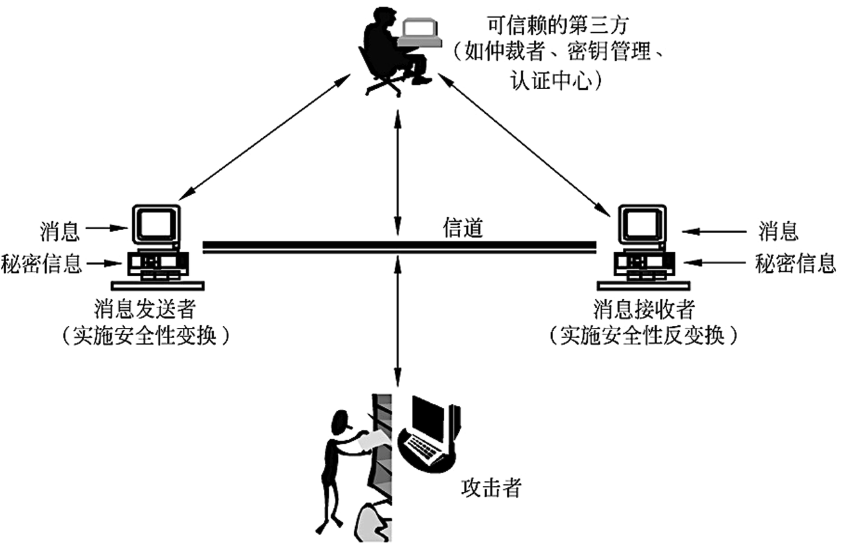 可信赖的第三方
（如仲裁者、密钥管理、
认证中心）
信道
消息
秘密信息
消息
秘密信息
消息发送者
（实施安全性变换）
消息接收者
（实施安全性反变换）
攻击者